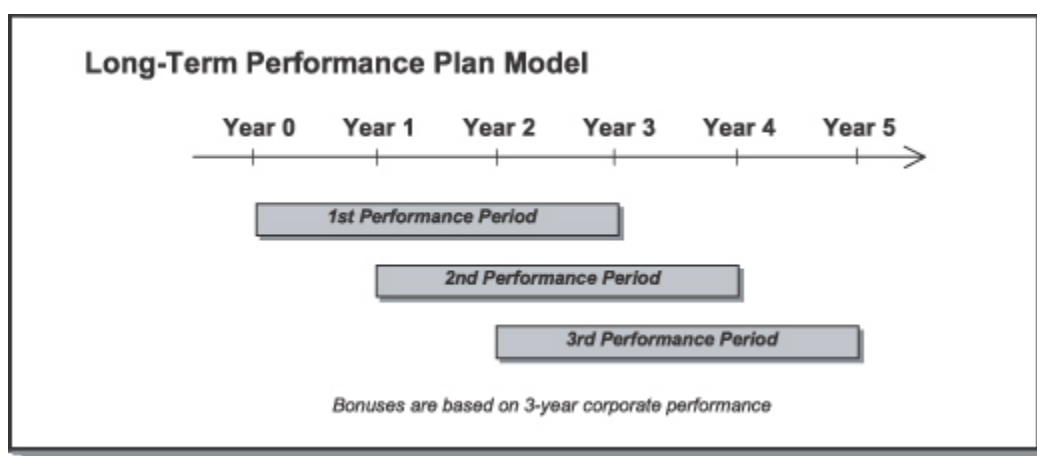 Long-Term Performance Plan Model
Year 0 Year 1 Year 2 Year 3 Year 4 Year 5
1st Performance Period
2nd Performance Period
3rd Performance Period
Bonuses are based on 3-year corporate performance